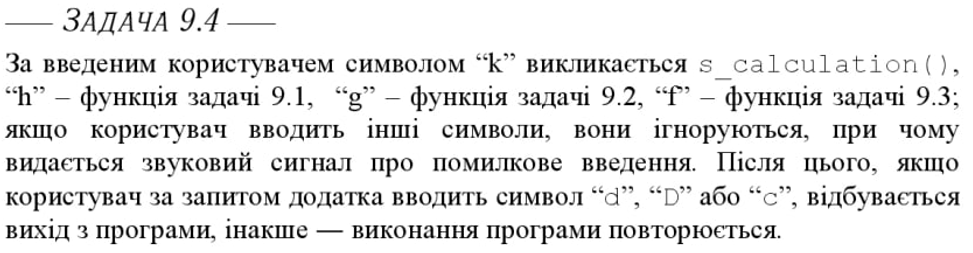 ЗАДАЧА 9.4
За введеним користувачем символом “k” викликається s_calculation(),
“h” – функція задачі 9.1, “g” – функція задачі 9.2, “f” – функція задачі 9.3;
якщо користувач вводить інші символи, вони ігноруються, при чому
видається звуковий сигнал про помилкове введення. Після цього, якщо
користувач за запитом додатка вводить символ “d”, “D” або “c”, відбувається
вихід з програми, інакше — виконання програми повторюється.